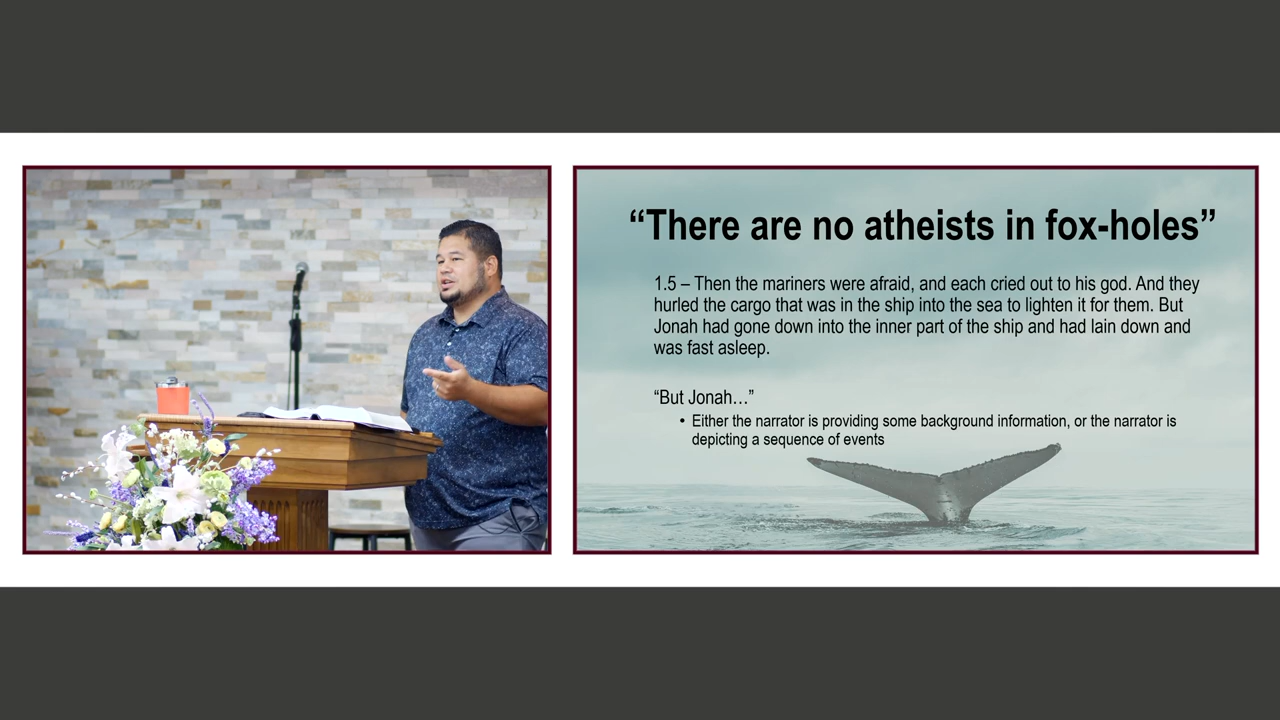 “There are no atheists in fox-holes”
1.5 – Then the mariners were afraid, and each cried out to his god. And they
hurled the cargo that was in the ship into the sea to lighten it for them. But
Jonah had gone down into the inner part of the ship and had lain down and
was fast asleep.
“But Jonah…”
• Either the narrator is providing some background information, or the narrator is
depicting a sequence of events